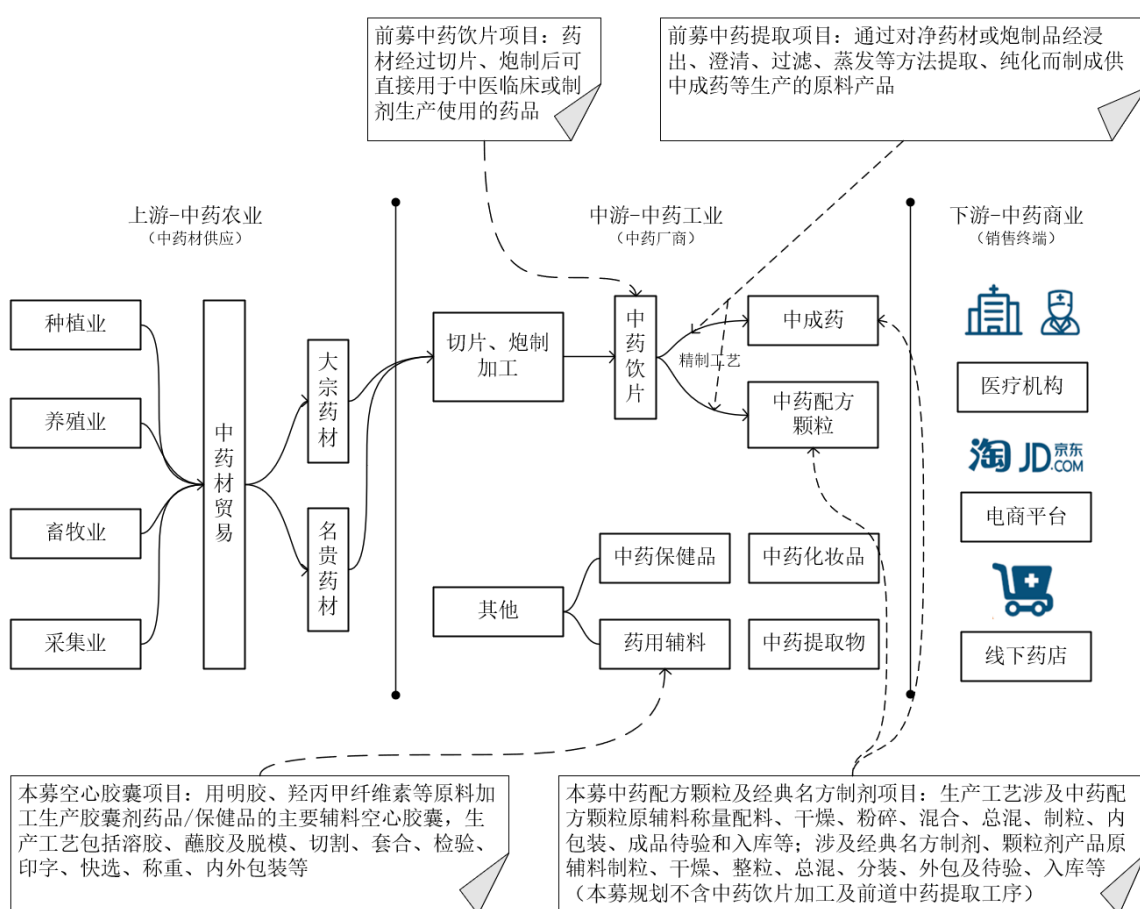 前募中药饮片项目：药
材经过切片、炮制后可
直接用于中医临床或制
剂生产使用的药品
前募中药提取项目：通过对净药材或炮制品经浸
出、澄清、过滤、蒸发等方法提取、纯化而制成供
中成药等生产的原料产品
上游-中药农业
（中药材供应）
中游-中药工业
（中药厂商）
下游-中药商业
（销售终端）
种植业
养殖业
畜牧业
采集业
中药材贸易
大宗药材
名贵药材
切片、炮制
加工
中药饮片
精制工艺
中成药
中药配方
颗粒
其他
中药保健品
中药化妆品
药用辅料
中药提取物
医疗机构
淘 JD 京东
.COM
电商平台
线下药店
本募空心胶囊项目：用明胶、羟丙甲纤维素等原料加
工生产胶囊剂药品/保健品的主要辅料空心胶囊，生
产工艺包括溶胶、蘸胶及脱模、切割、套合、检验、
印字、快选、称重、内外包装等
本募中药配方颗粒及经典名方制剂项目：生产工艺涉及中药配
方颗粒原辅料称量配料、干燥、粉碎、混合、总混、制粒、内
包装、成品待验和入库等；涉及经典名方制剂、颗粒剂产品原
辅料制粒、干燥、整粒、总混、分装、外包及待验、入库等
（本募规划不含中药饮片加工及前道中药提取工序）